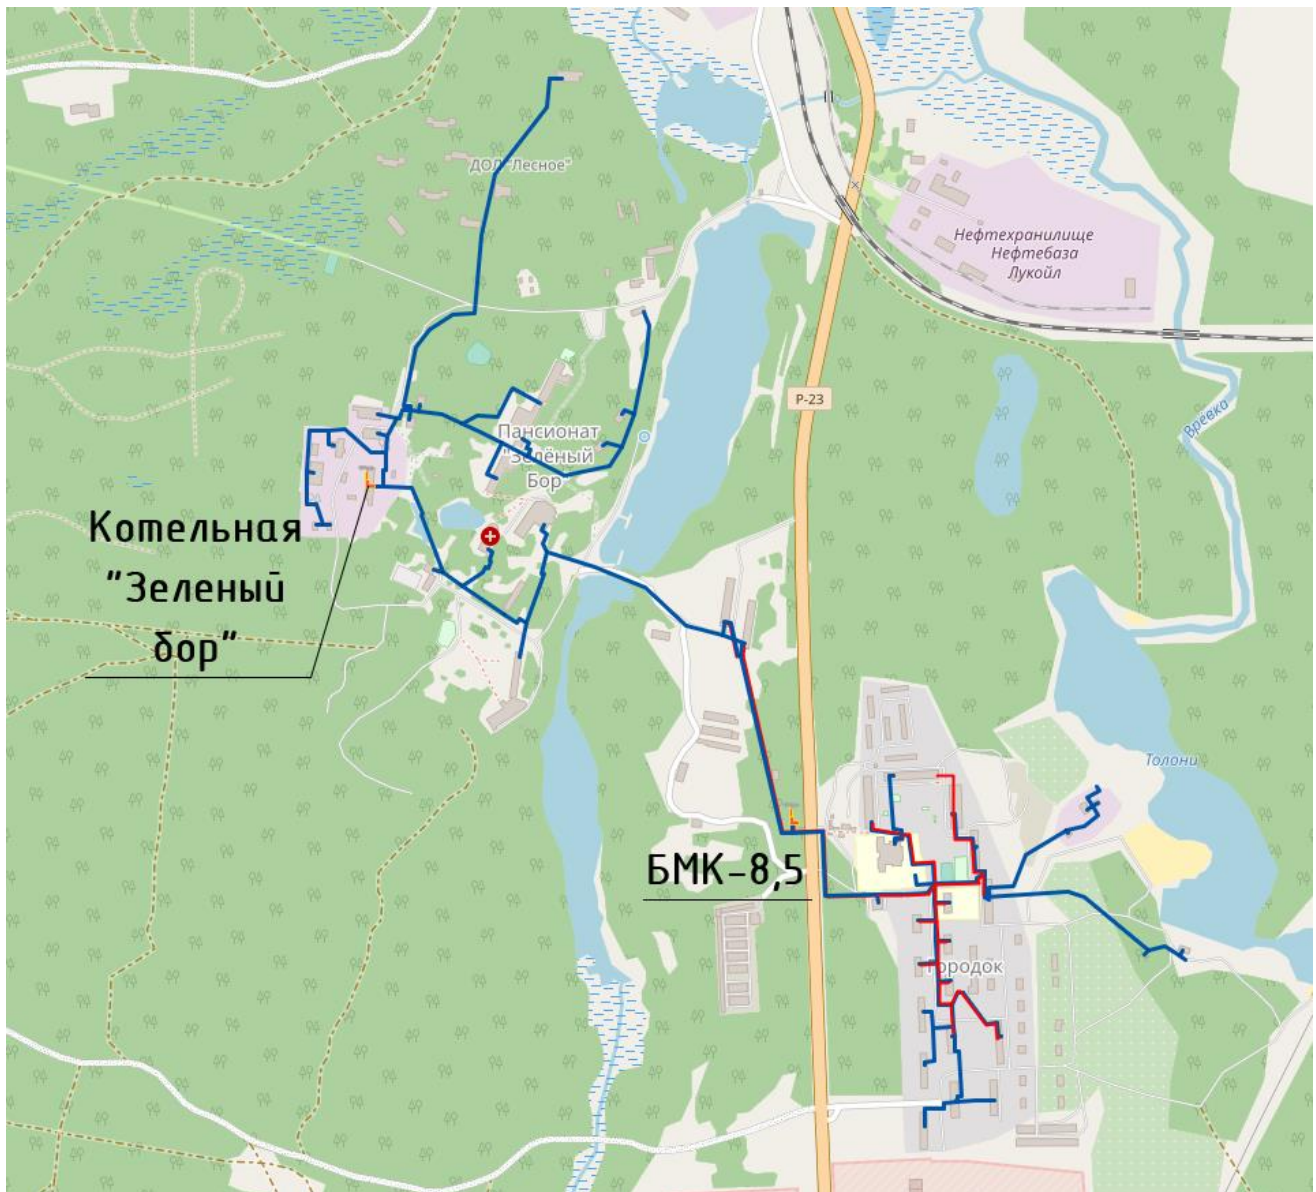 ДОЛ "Лесное"
Нефтехранилище
Нефтебаза
Лукойл
Р-23
Вревка
Пансионат
"Зелёный
Бор
Котельная
"Зеленый
бор"
Толони
БМК-8,5
Городок